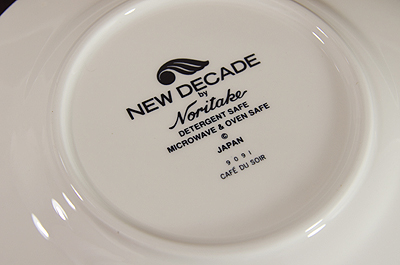 NEW DECADE
by
Noritake
DETERGENT SAFE
MICROWAVE & OVEN SAFE
©
JAPAN
9091
CAFÉ DU SOIR